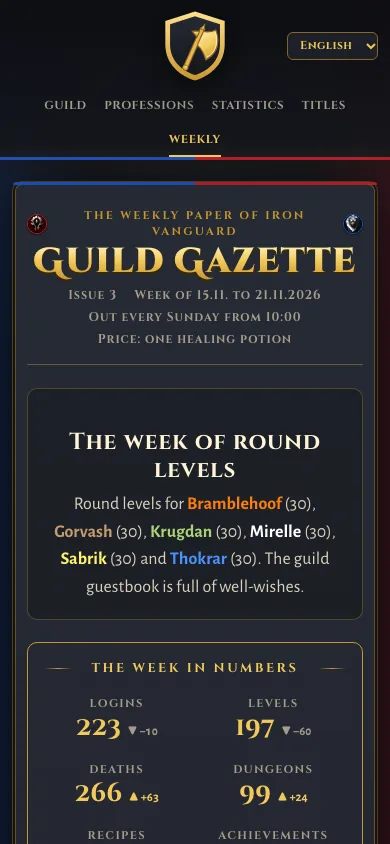 English
Guild Professions Statistics Titles
Weekly
The Weekly Paper of Iron
Vanguard
Guild Gazette
Issue 3 Week of 15.11. to 21.11.2026
Out every Sunday from 10:00
Price: one healing potion
The week of round
levels
Round levels for Bramblehoof (30),
Gorvash (30), Krugdan (30), Mirelle (30),
Sabrik (30) and Thokrar (30). The guild
guestbook is full of well-wishes.
The week in numbers
Logins Levels
223 ▼ −10 197 ▼ −60
Deaths Dungeons
266 ▲ +63 99 ▲ +24
Recipes Achievements